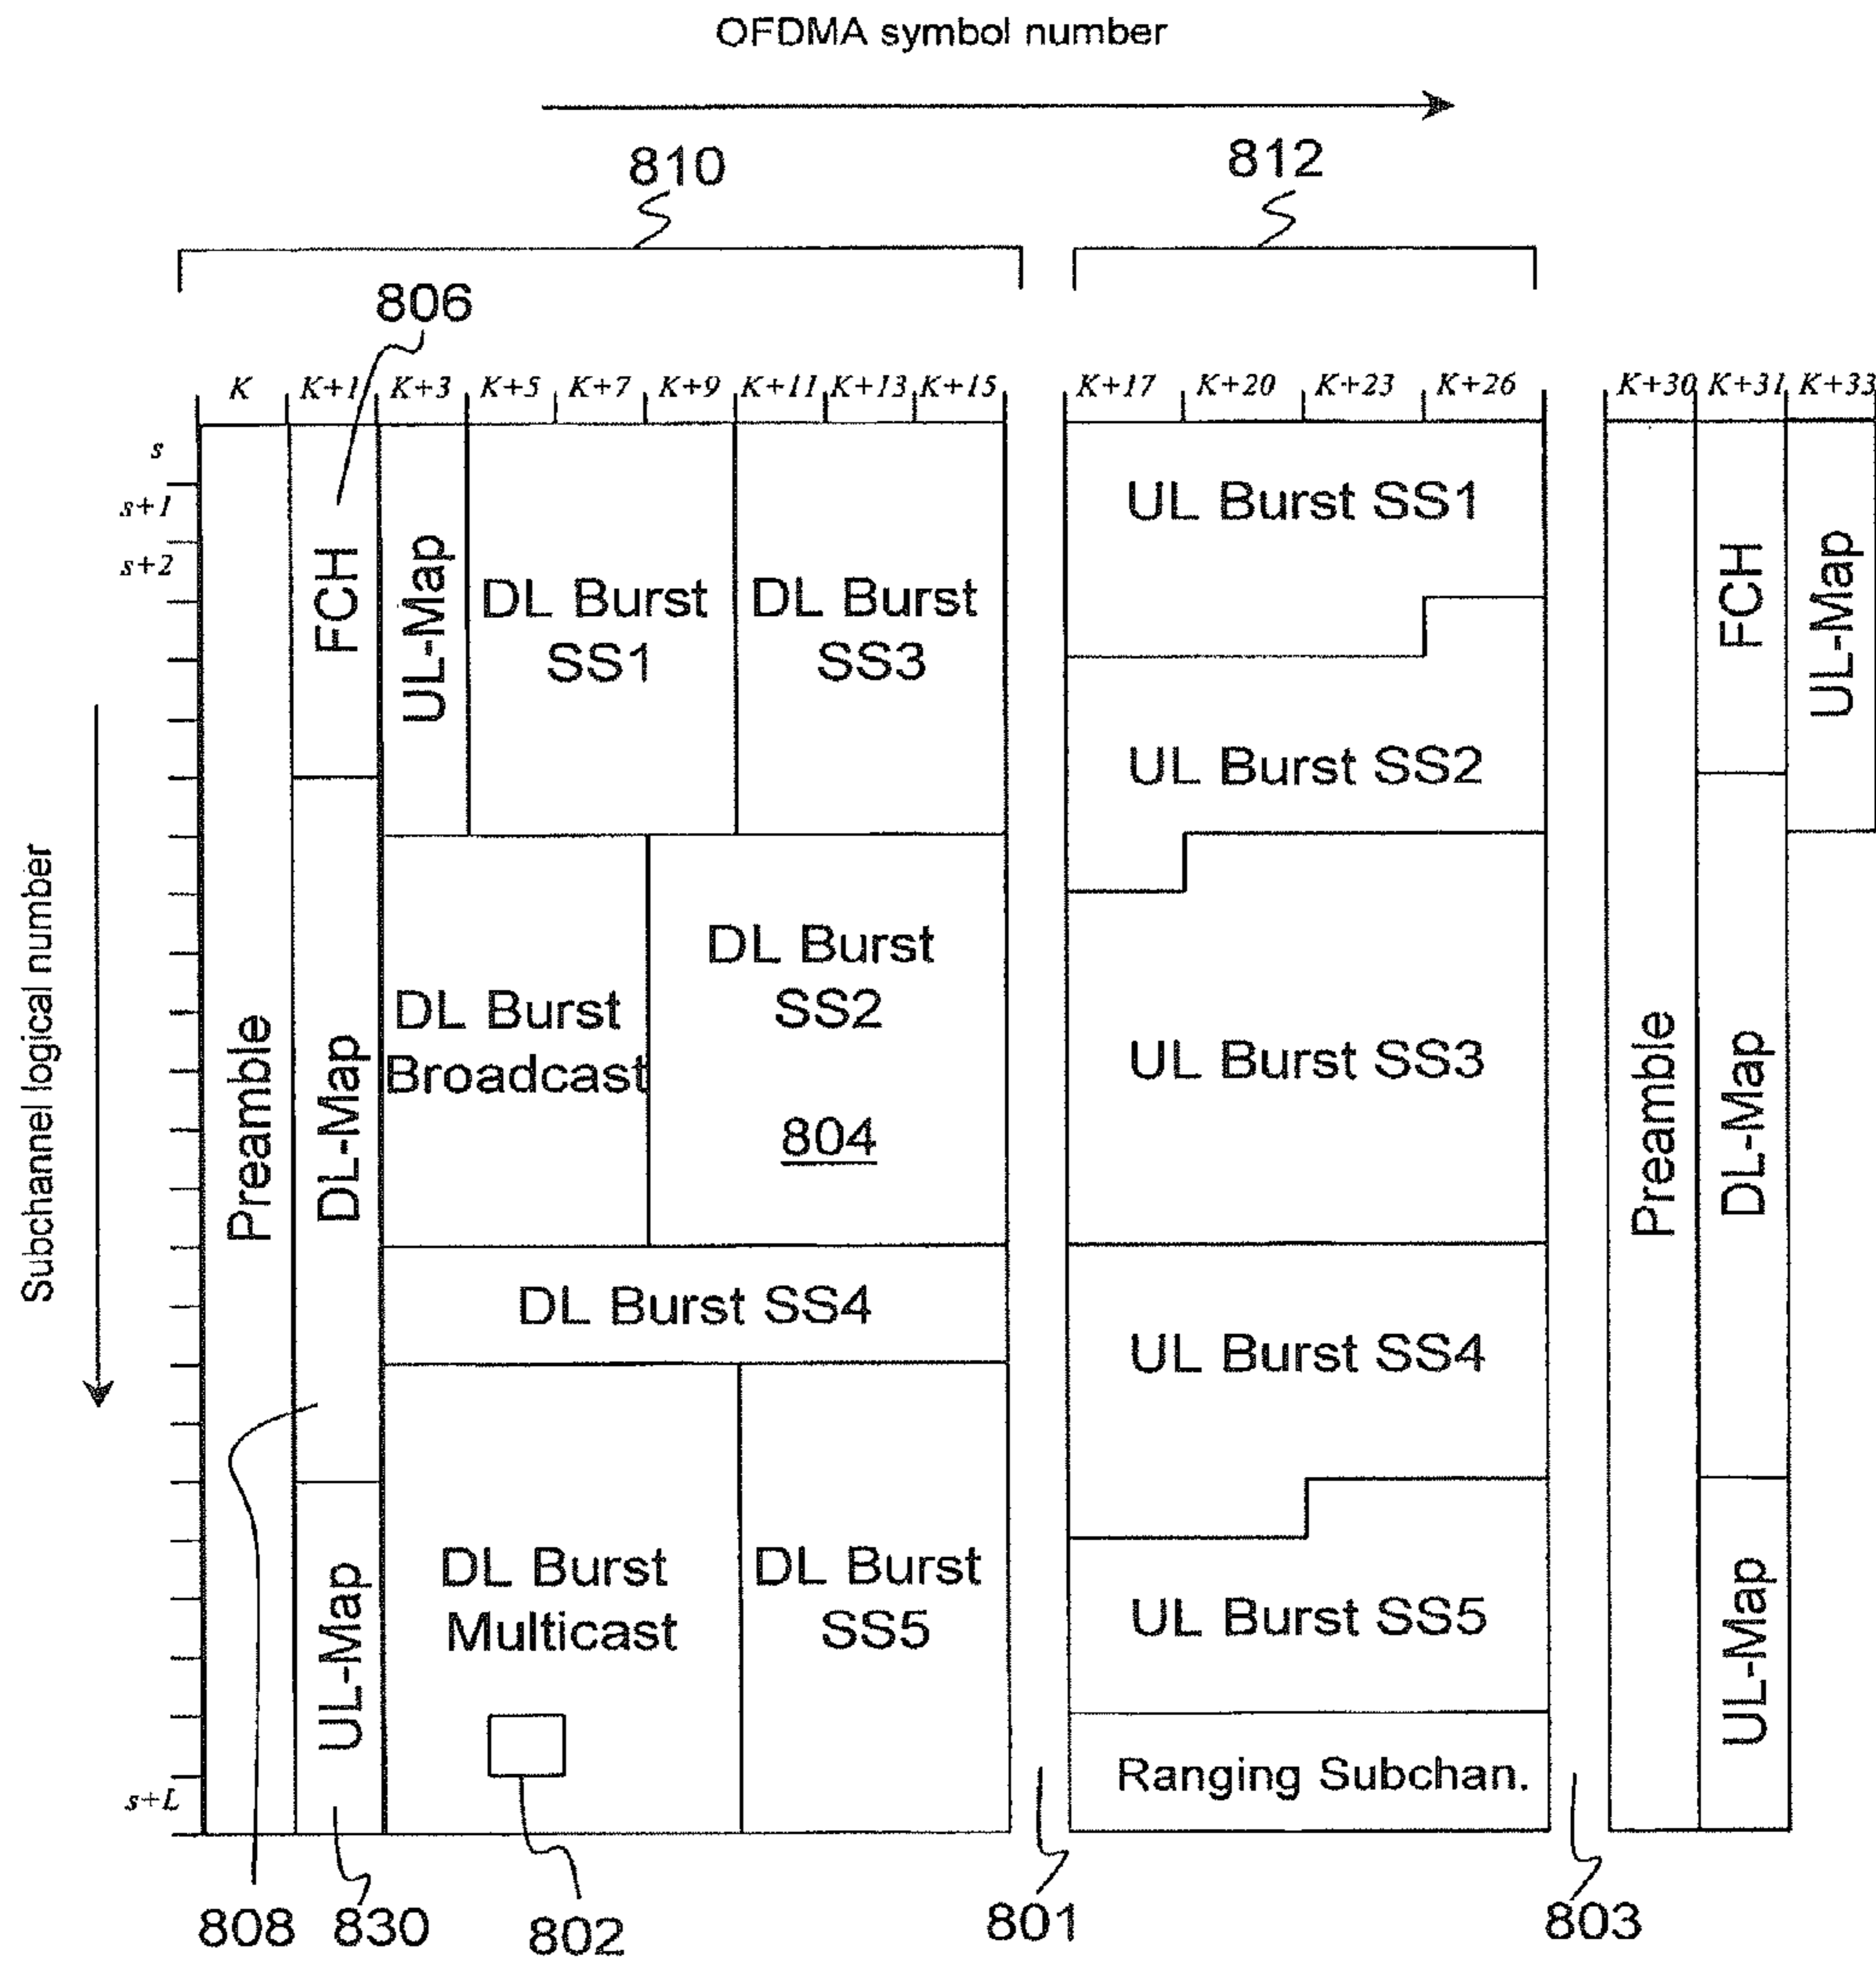 OFDMA symbol number
810
812
806
K K+1 K+3 K+5 K+7 K+9 K+11 K+13 K+15 K+17 K+20 K+23 K+26 K+30 K+31 K+33
s
s+1
s+2
s+L
Subchannel logical number
Preamble
FCH
DL-Map
UL-Map
UL-Map
DL Burst
SS1
DL Burst
SS3
DL Burst
Broadcast
DL Burst
SS2
804
DL Burst SS4
DL Burst
Multicast
DL Burst
SS5
UL Burst SS1
UL Burst SS2
UL Burst SS3
UL Burst SS4
UL Burst SS5
Ranging Subchan.
Preamble
FCH
DL-Map
UL-Map
UL-Map
808
830
802
801
803